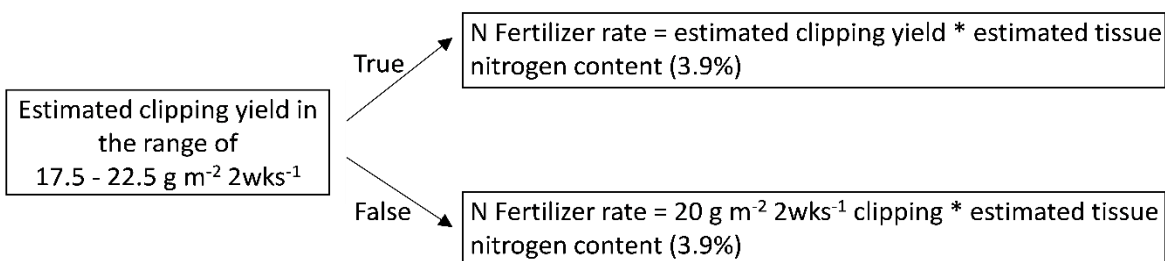 N Fertilizer rate = estimated clipping yield * estimated tissue
nitrogen content (3.9%)
True
Estimated clipping yield in
the range of
17.5 - 22.5 g m⁻² 2wks⁻¹
False
N Fertilizer rate = 20 g m⁻² 2wks⁻¹ clipping * estimated tissue
nitrogen content (3.9%)